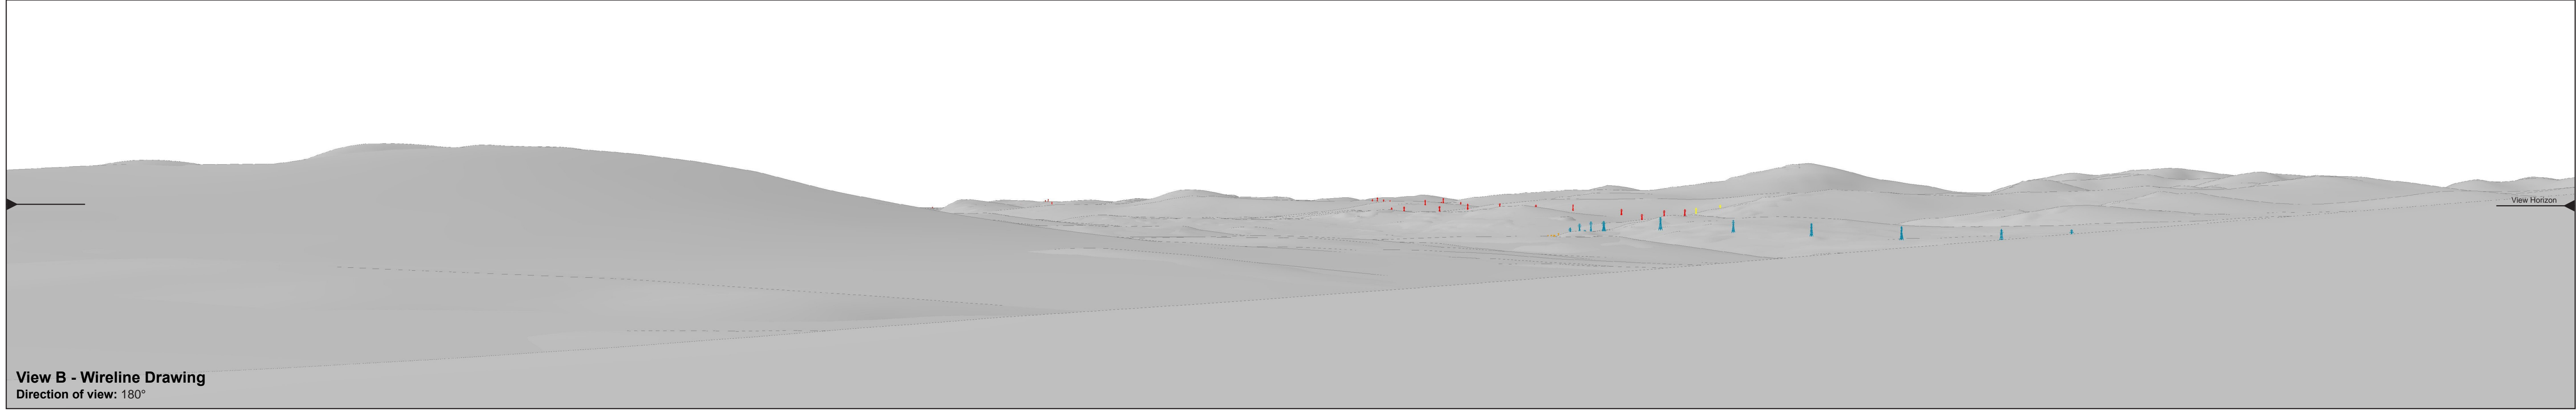 View Horizon
View B - Wireline Drawing
Direction of view: 180°